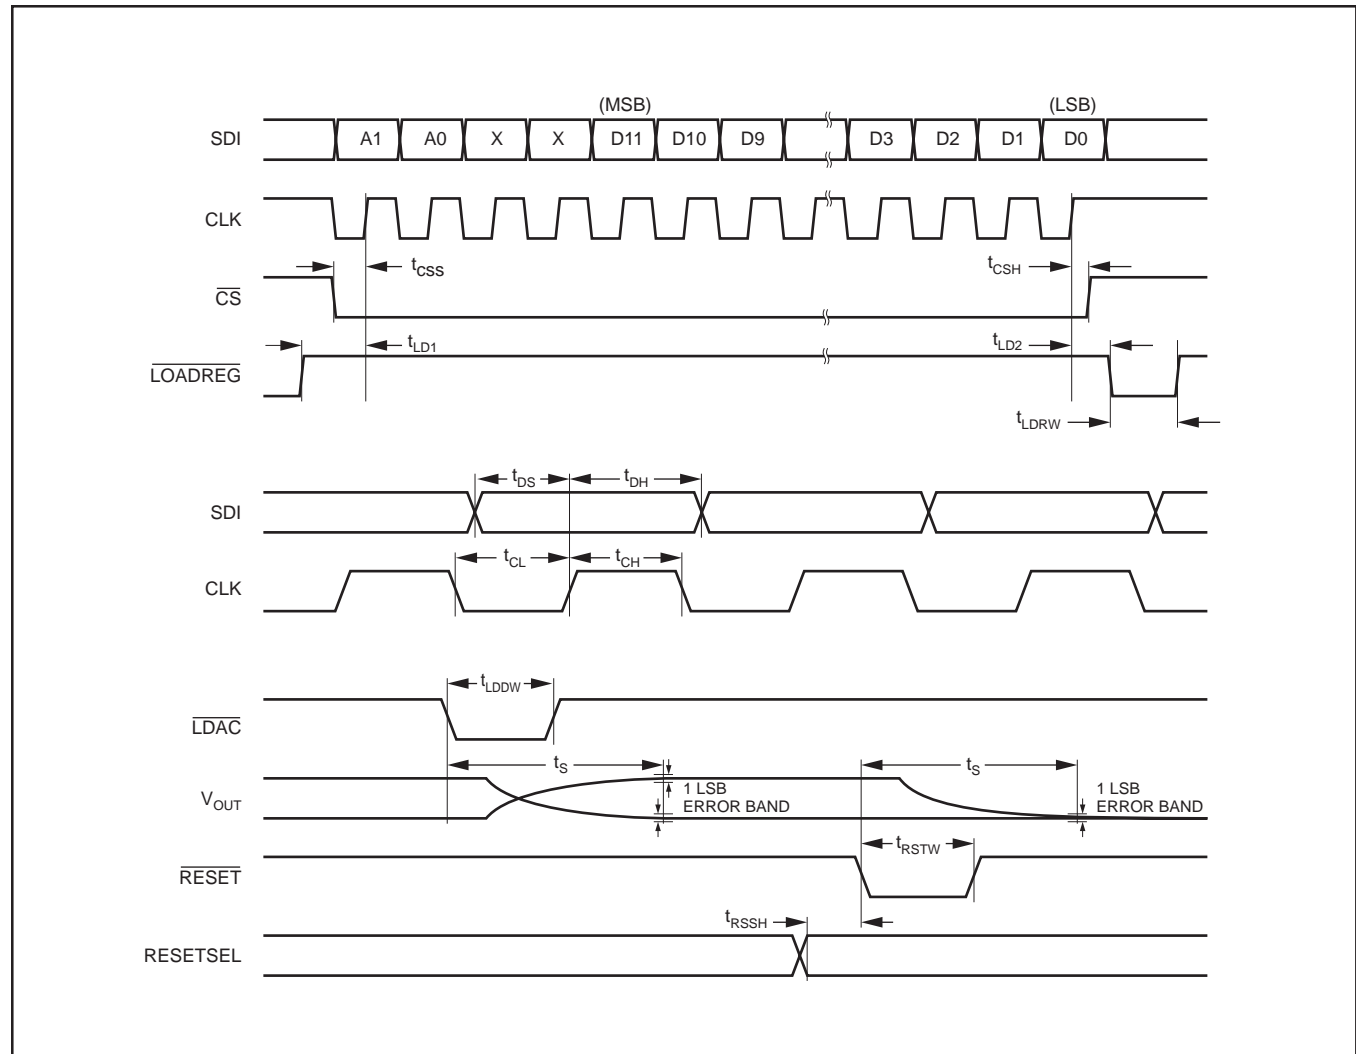 (MSB) (LSB)
SDI A1 A0 X X D11 D10 D9 D3 D2 D1 D0
CLK
tCSS tCSH
CS
tLD1 tLD2
LOADREG
tLDRW
tDS tDH
SDI
tCL tCH
CLK
tLDDW
LDAC
tS tS
1 LSB 1 LSB
VOUT ERROR BAND ERROR BAND
tRSTW
RESET
tRSSH
RESETSEL